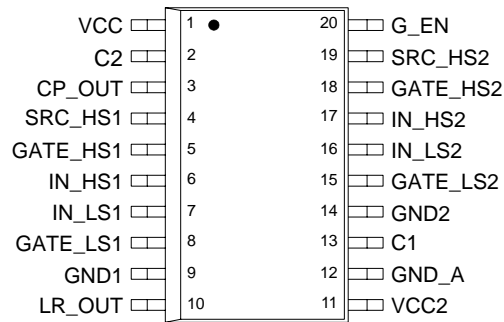 VCC 1 20 G_EN
C2 2 19 SRC_HS2
CP_OUT 3 18 GATE_HS2
SRC_HS1 4 17 IN_HS2
GATE_HS1 5 16 IN_LS2
IN_HS1 6 15 GATE_LS2
IN_LS1 7 14 GND2
GATE_LS1 8 13 C1
GND1 9 12 GND_A
LR_OUT 10 11 VCC2